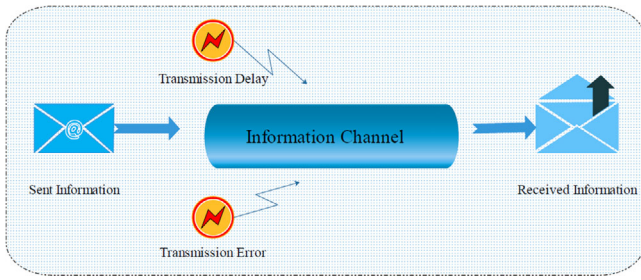 Transmission Delay
@
Information Channel
Sent Information
Received Information
Transmission Error